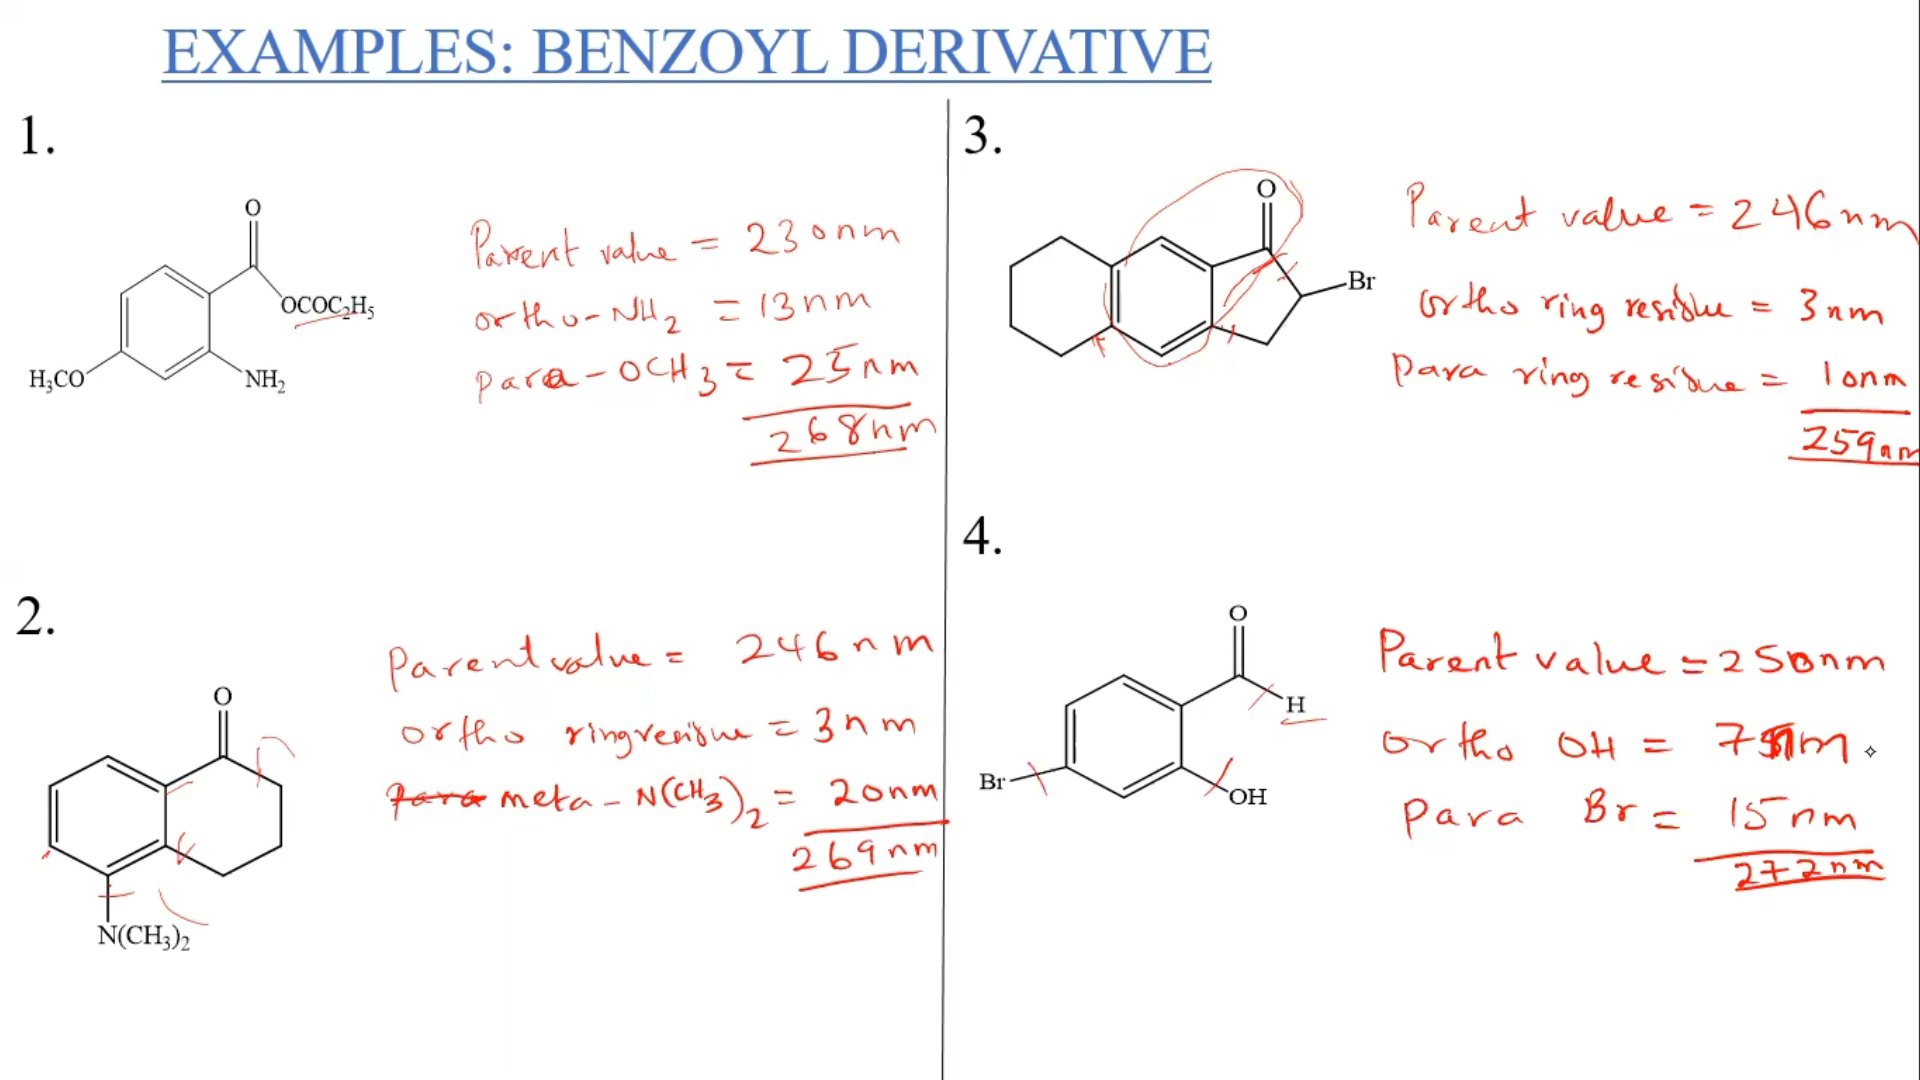 EXAMPLES: BENZOYL DERIVATIVE
1.
O
OCOC2H5
H3CO
NH2
Parent value = 230nm
ortho-NH2 = 13nm
para-OCH3 = 25nm
268nm
2.
O
N(CH3)2
Parent value = 246nm
ortho ring residue = 3nm
para meta-N(CH3)2 = 20nm
269nm
3.
O
Br
Parent value = 246nm
Ortho ring residue = 3nm
Para ring residue = 10nm
259nm
4.
O
H
Br
OH
Parent value = 250nm
ortho OH = 7nm
Para Br = 15nm
272nm